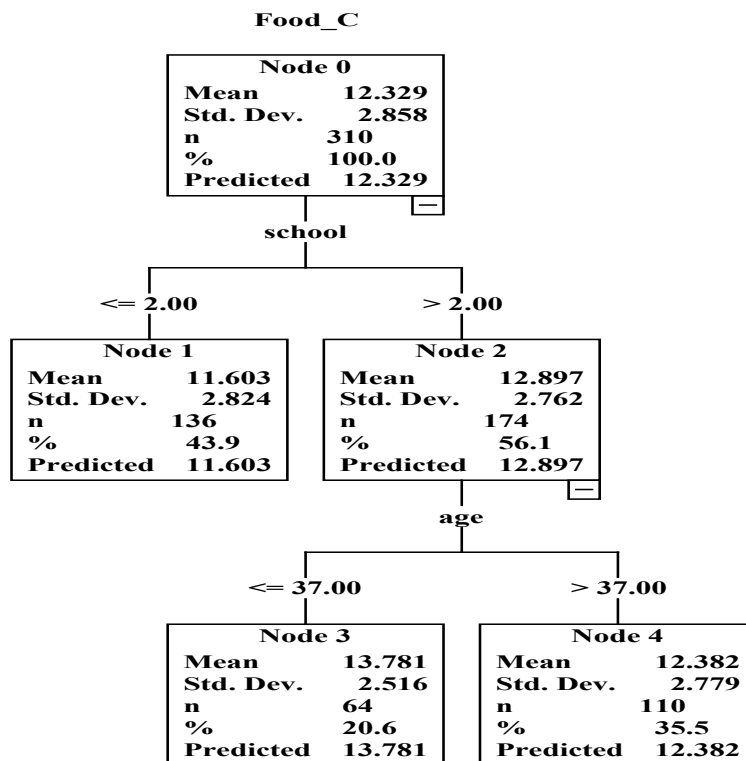 Food_C
Node 0
Mean 12.329
Std. Dev. 2.858
n 310
% 100.0
Predicted 12.329
school
<= 2.00
> 2.00
Node 1
Mean 11.603
Std. Dev. 2.824
n 136
% 43.9
Predicted 11.603
Node 2
Mean 12.897
Std. Dev. 2.762
n 174
% 56.1
Predicted 12.897
age
<= 37.00
> 37.00
Node 3
Mean 13.781
Std. Dev. 2.516
n 64
% 20.6
Predicted 13.781
Node 4
Mean 12.382
Std. Dev. 2.779
n 110
% 35.5
Predicted 12.382